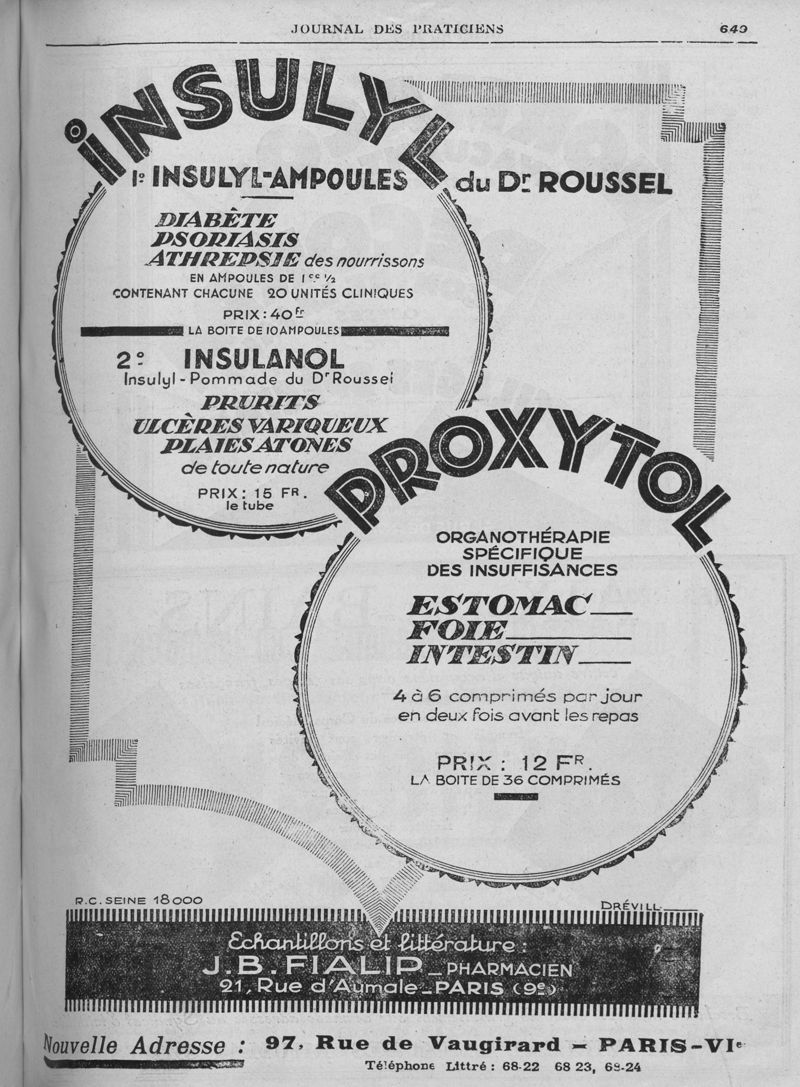 JOURNAL DES PRATICIENS 649
INSULYL
1º INSULYL-AMPOULES du Dr ROUSSEL
DIABÈTE
PSORIASIS
ATHREPSIE des nourrissons
EN AMPOULES DE 1 c.c ½
CONTENANT CHACUNE 20 UNITÉS CLINIQUES
PRIX : 40 fr
LA BOITE DE 10 AMPOULES
2º INSULANOL
Insulyl-Pommade du Dr Roussel
PRURITS
ULCÈRES VARIQUEUX
PLAIES ATONES
de toute nature
PRIX : 15 FR.
le tube
PROXYTOL
ORGANOTHÉRAPIE
SPÉCIFIQUE
DES INSUFFISANCES
ESTOMAC
FOIE
INTESTIN
4 à 6 comprimés par jour
en deux fois avant les repas
PRIX : 12 FR.
LA BOITE DE 36 COMPRIMÉS
R.C. SEINE 18000
DRÉVILL
Echantillons et littérature :
J.B. FIALIP _ PHARMACIEN
21, Rue d'Aumale _ PARIS (9e)
Nouvelle Adresse : 97, Rue de Vaugirard — PARIS-VIe
Téléphone Littré : 68-22 68 23, 68-24